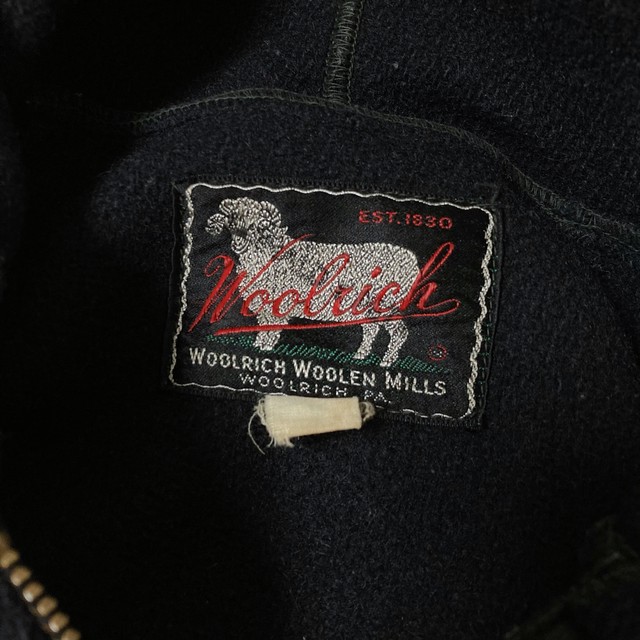 EST. 1830
Woolrich
WOOLRICH WOOLEN MILLS
WOOLRICH, PA.